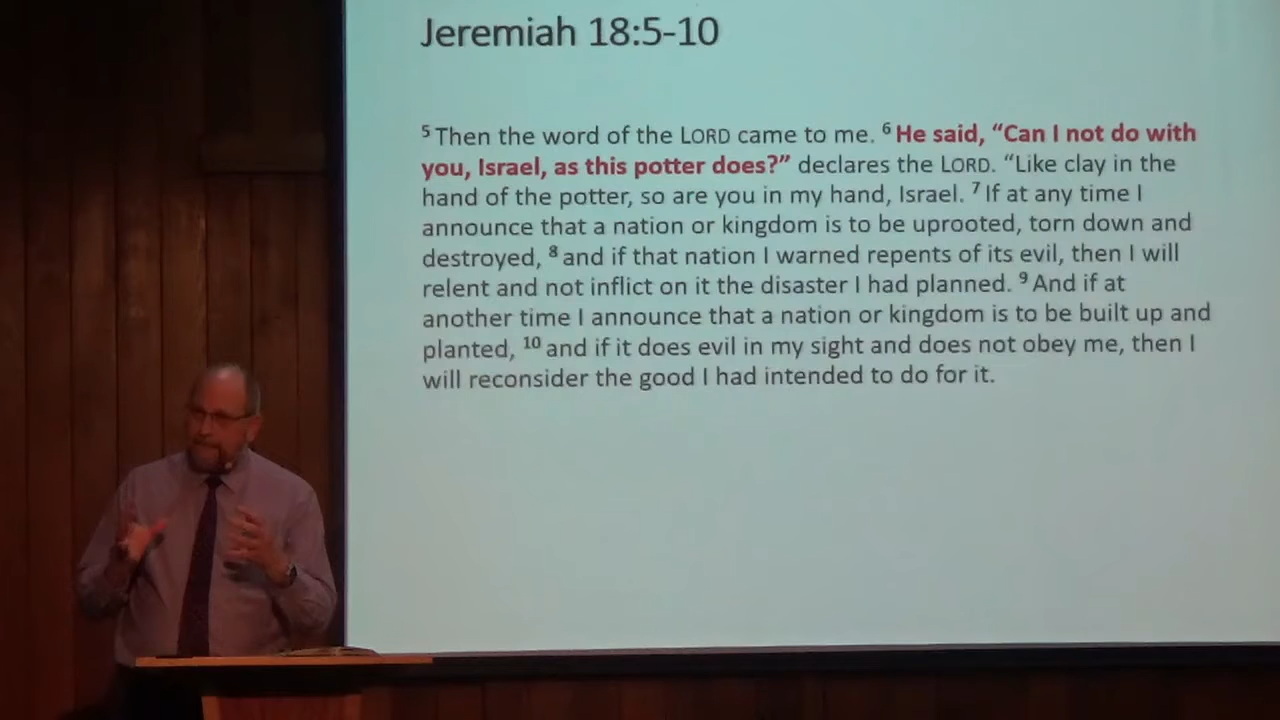 Jeremiah 18:5-10
⁵ Then the word of the LORD came to me. ⁶ He said, “Can I not do with
you, Israel, as this potter does?” declares the LORD. “Like clay in the
hand of the potter, so are you in my hand, Israel. ⁷ If at any time I
announce that a nation or kingdom is to be uprooted, torn down and
destroyed, ⁸ and if that nation I warned repents of its evil, then I will
relent and not inflict on it the disaster I had planned. ⁹ And if at
another time I announce that a nation or kingdom is to be built up and
planted, ¹⁰ and if it does evil in my sight and does not obey me, then I
will reconsider the good I had intended to do for it.